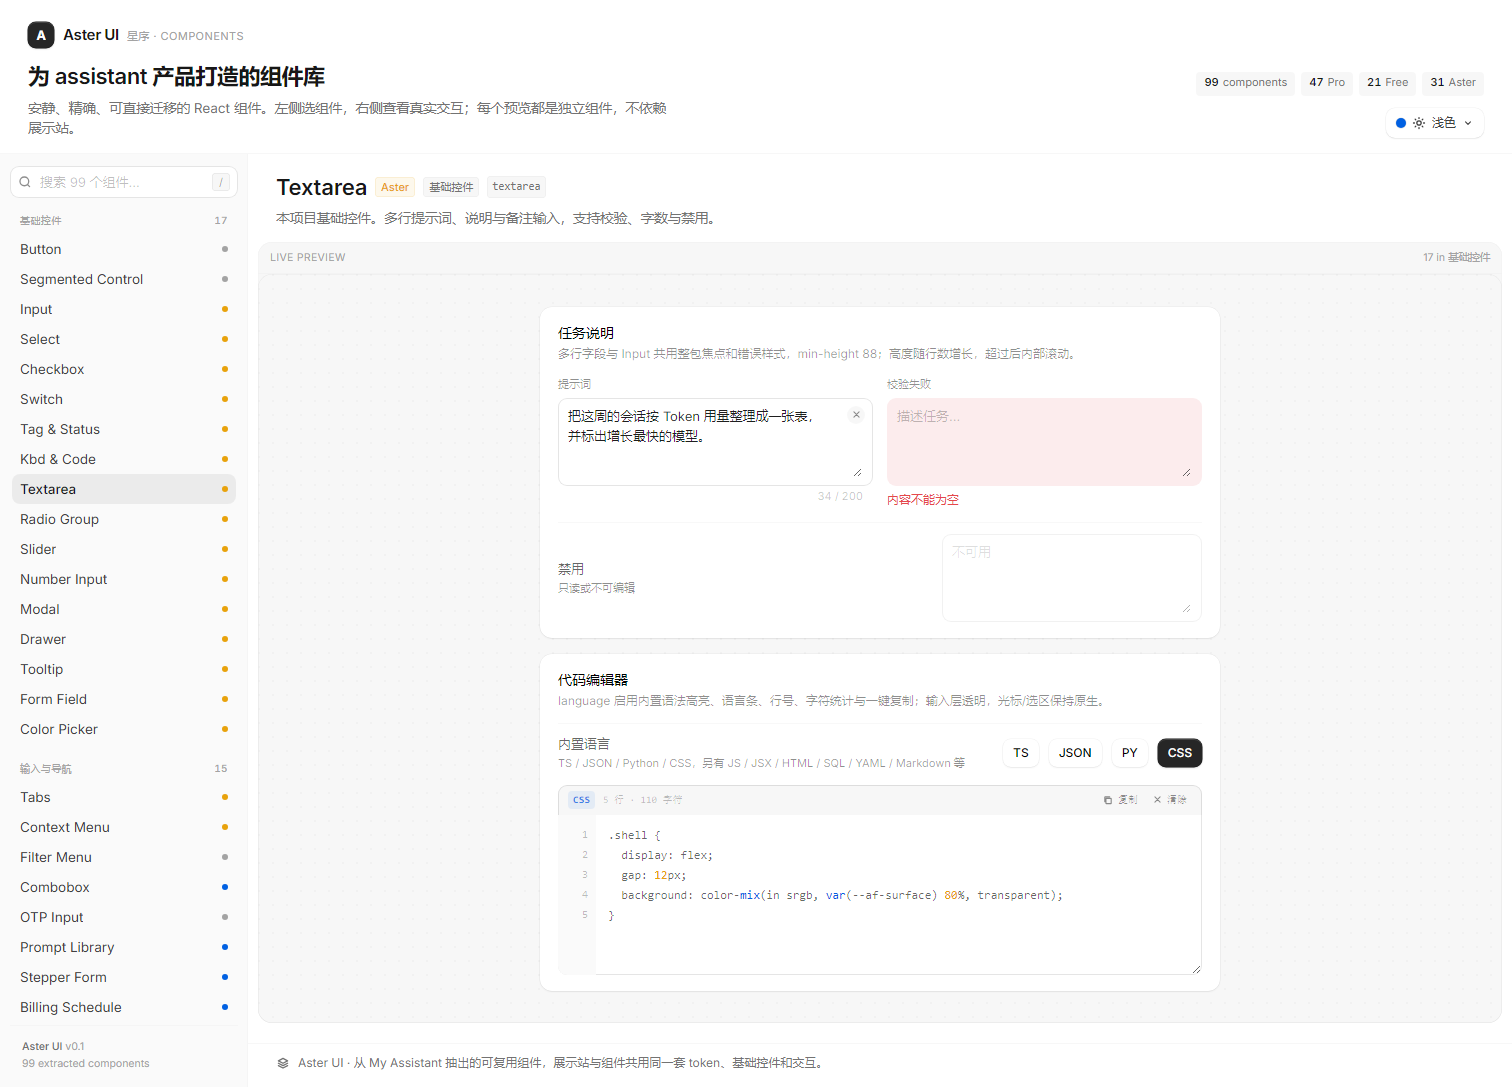 A Aster UI 星序 · COMPONENTS
为 assistant 产品打造的组件库
安静、精确、可直接迁移的 React 组件。左侧选组件，右侧查看真实交互；每个预览都是独立组件，不依赖
展示站。
99 components 47 Pro 21 Free 31 Aster
浅色
搜索 99 个组件... /
基础控件 17
Button
Segmented Control
Input
Select
Checkbox
Switch
Tag & Status
Kbd & Code
Textarea
Radio Group
Slider
Number Input
Modal
Drawer
Tooltip
Form Field
Color Picker
输入与导航 15
Tabs
Context Menu
Filter Menu
Combobox
OTP Input
Prompt Library
Stepper Form
Billing Schedule
Aster UI v0.1
99 extracted components
Textarea Aster 基础控件 textarea
本项目基础控件。多行提示词、说明与备注输入，支持校验、字数与禁用。
LIVE PREVIEW 17 in 基础控件
任务说明
多行字段与 Input 共用整包焦点和错误样式，min-height 88；高度随行数增长，超过后内部滚动。
提示词 校验失败
把这周的会话按 Token 用量整理成一张表，
并标出增长最快的模型。
描述任务...
34 / 200
内容不能为空
禁用
只读或不可编辑
不可用
代码编辑器
language 启用内置语法高亮、语言条、行号、字符统计与一键复制；输入层透明，光标/选区保持原生。
内置语言
TS / JSON / Python / CSS，另有 JS / JSX / HTML / SQL / YAML / Markdown 等
TS JSON PY CSS
CSS 5 行 · 110 字符 复制 清除
1 .shell {
2 display: flex;
3 gap: 12px;
4 background: color-mix(in srgb, var(--af-surface) 80%, transparent);
5 }
Aster UI · 从 My Assistant 抽出的可复用组件，展示站与组件共用同一套 token、基础控件和交互。